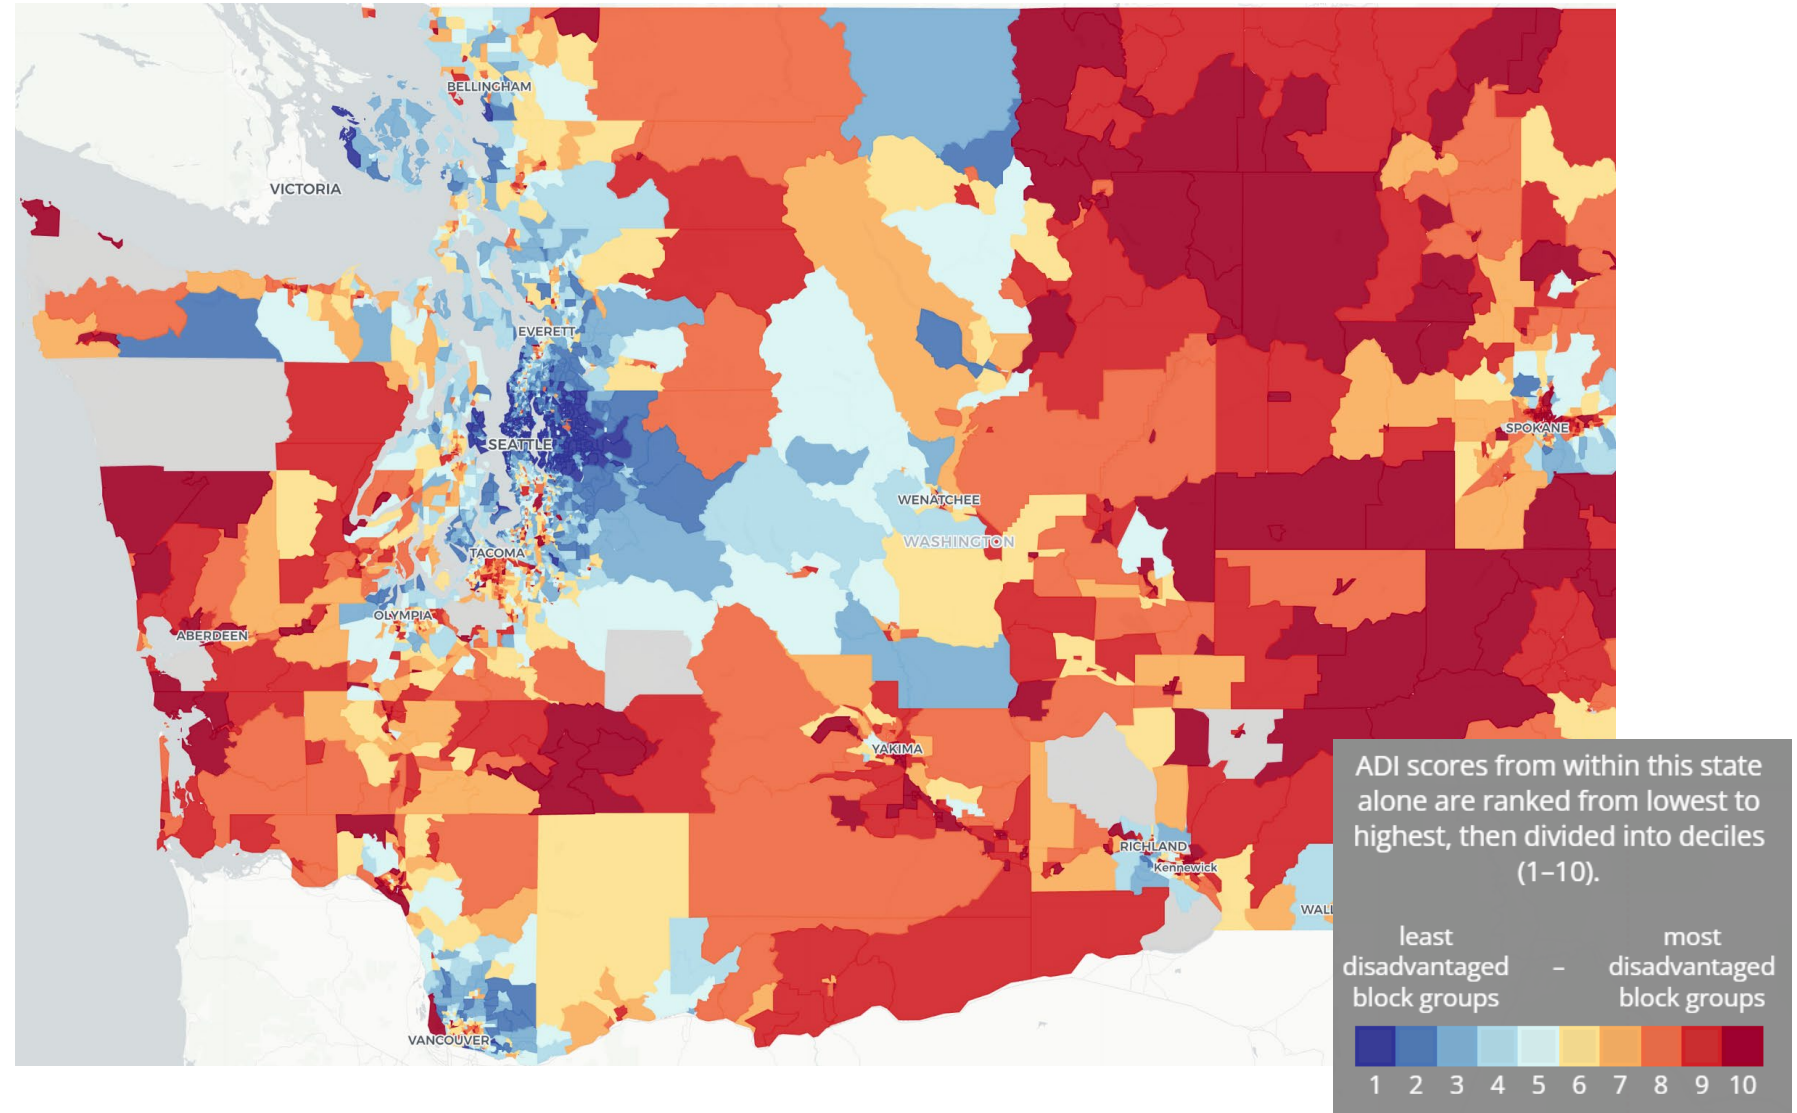 BELLINGHAM
VICTORIA
EVERETT
SEATTLE
WENATCHEE
WASHINGTON
SPOKANE
TACOMA
OLYMPIA
ABERDEEN
YAKIMA
RICHLAND
Kennewick
WALL
VANCOUVER
ADI scores from within this state
alone are ranked from lowest to
highest, then divided into deciles
(1–10).
least
disadvantaged
block groups
–
most
disadvantaged
block groups
1 2 3 4 5 6 7 8 9 10